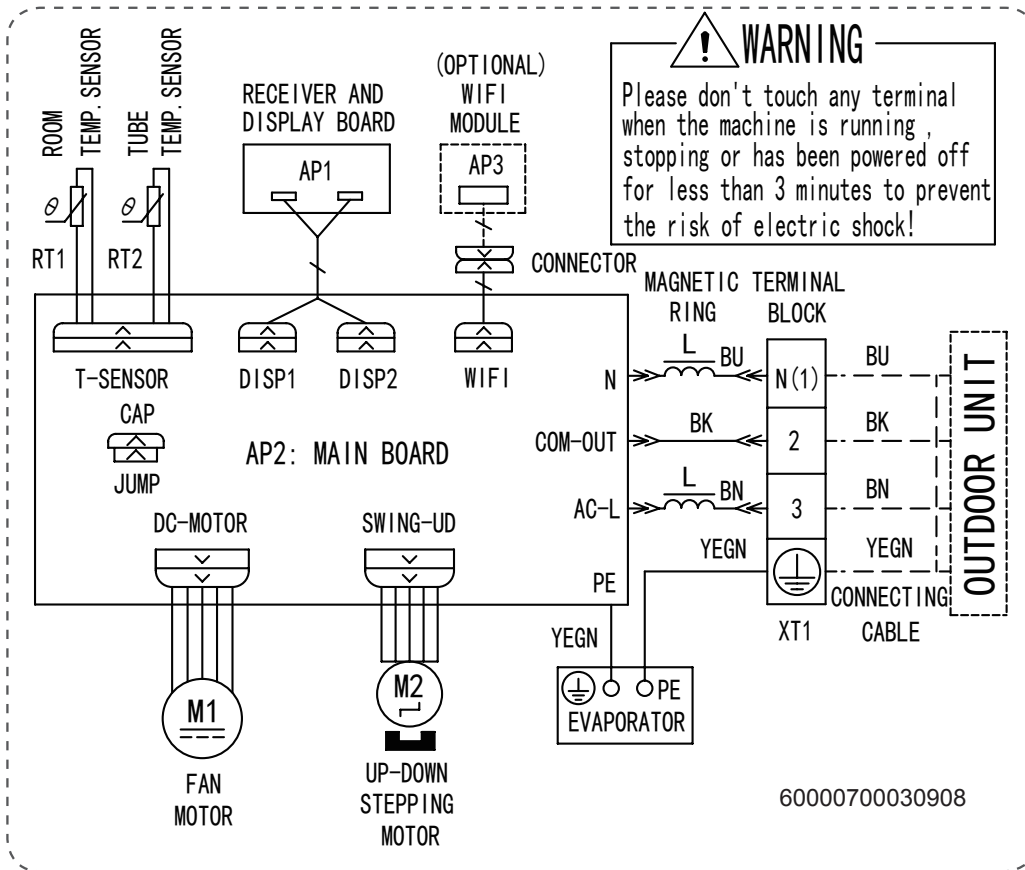 ROOM
TEMP. SENSOR
TUBE
TEMP. SENSOR
θ
θ
RT1
RT2
RECEIVER AND
DISPLAY BOARD
AP1
(OPTIONAL)
WIFI
MODULE
AP3
CONNECTOR
WARNING
Please don't touch any terminal
when the machine is running ,
stopping or has been powered off
for less than 3 minutes to prevent
the risk of electric shock!
MAGNETIC
RING
TERMINAL
BLOCK
T-SENSOR
DISP1
DISP2
WIFI
CAP
JUMP
AP2: MAIN BOARD
N
L
BU
N(1)
BU
COM-OUT
BK
2
BK
AC-L
L
BN
3
BN
PE
YEGN
YEGN
OUTDOOR UNIT
XT1
CONNECTING
CABLE
DC-MOTOR
SWING-UD
YEGN
PE
EVAPORATOR
M1
FAN
MOTOR
M2
UP-DOWN
STEPPING
MOTOR
60000700030908